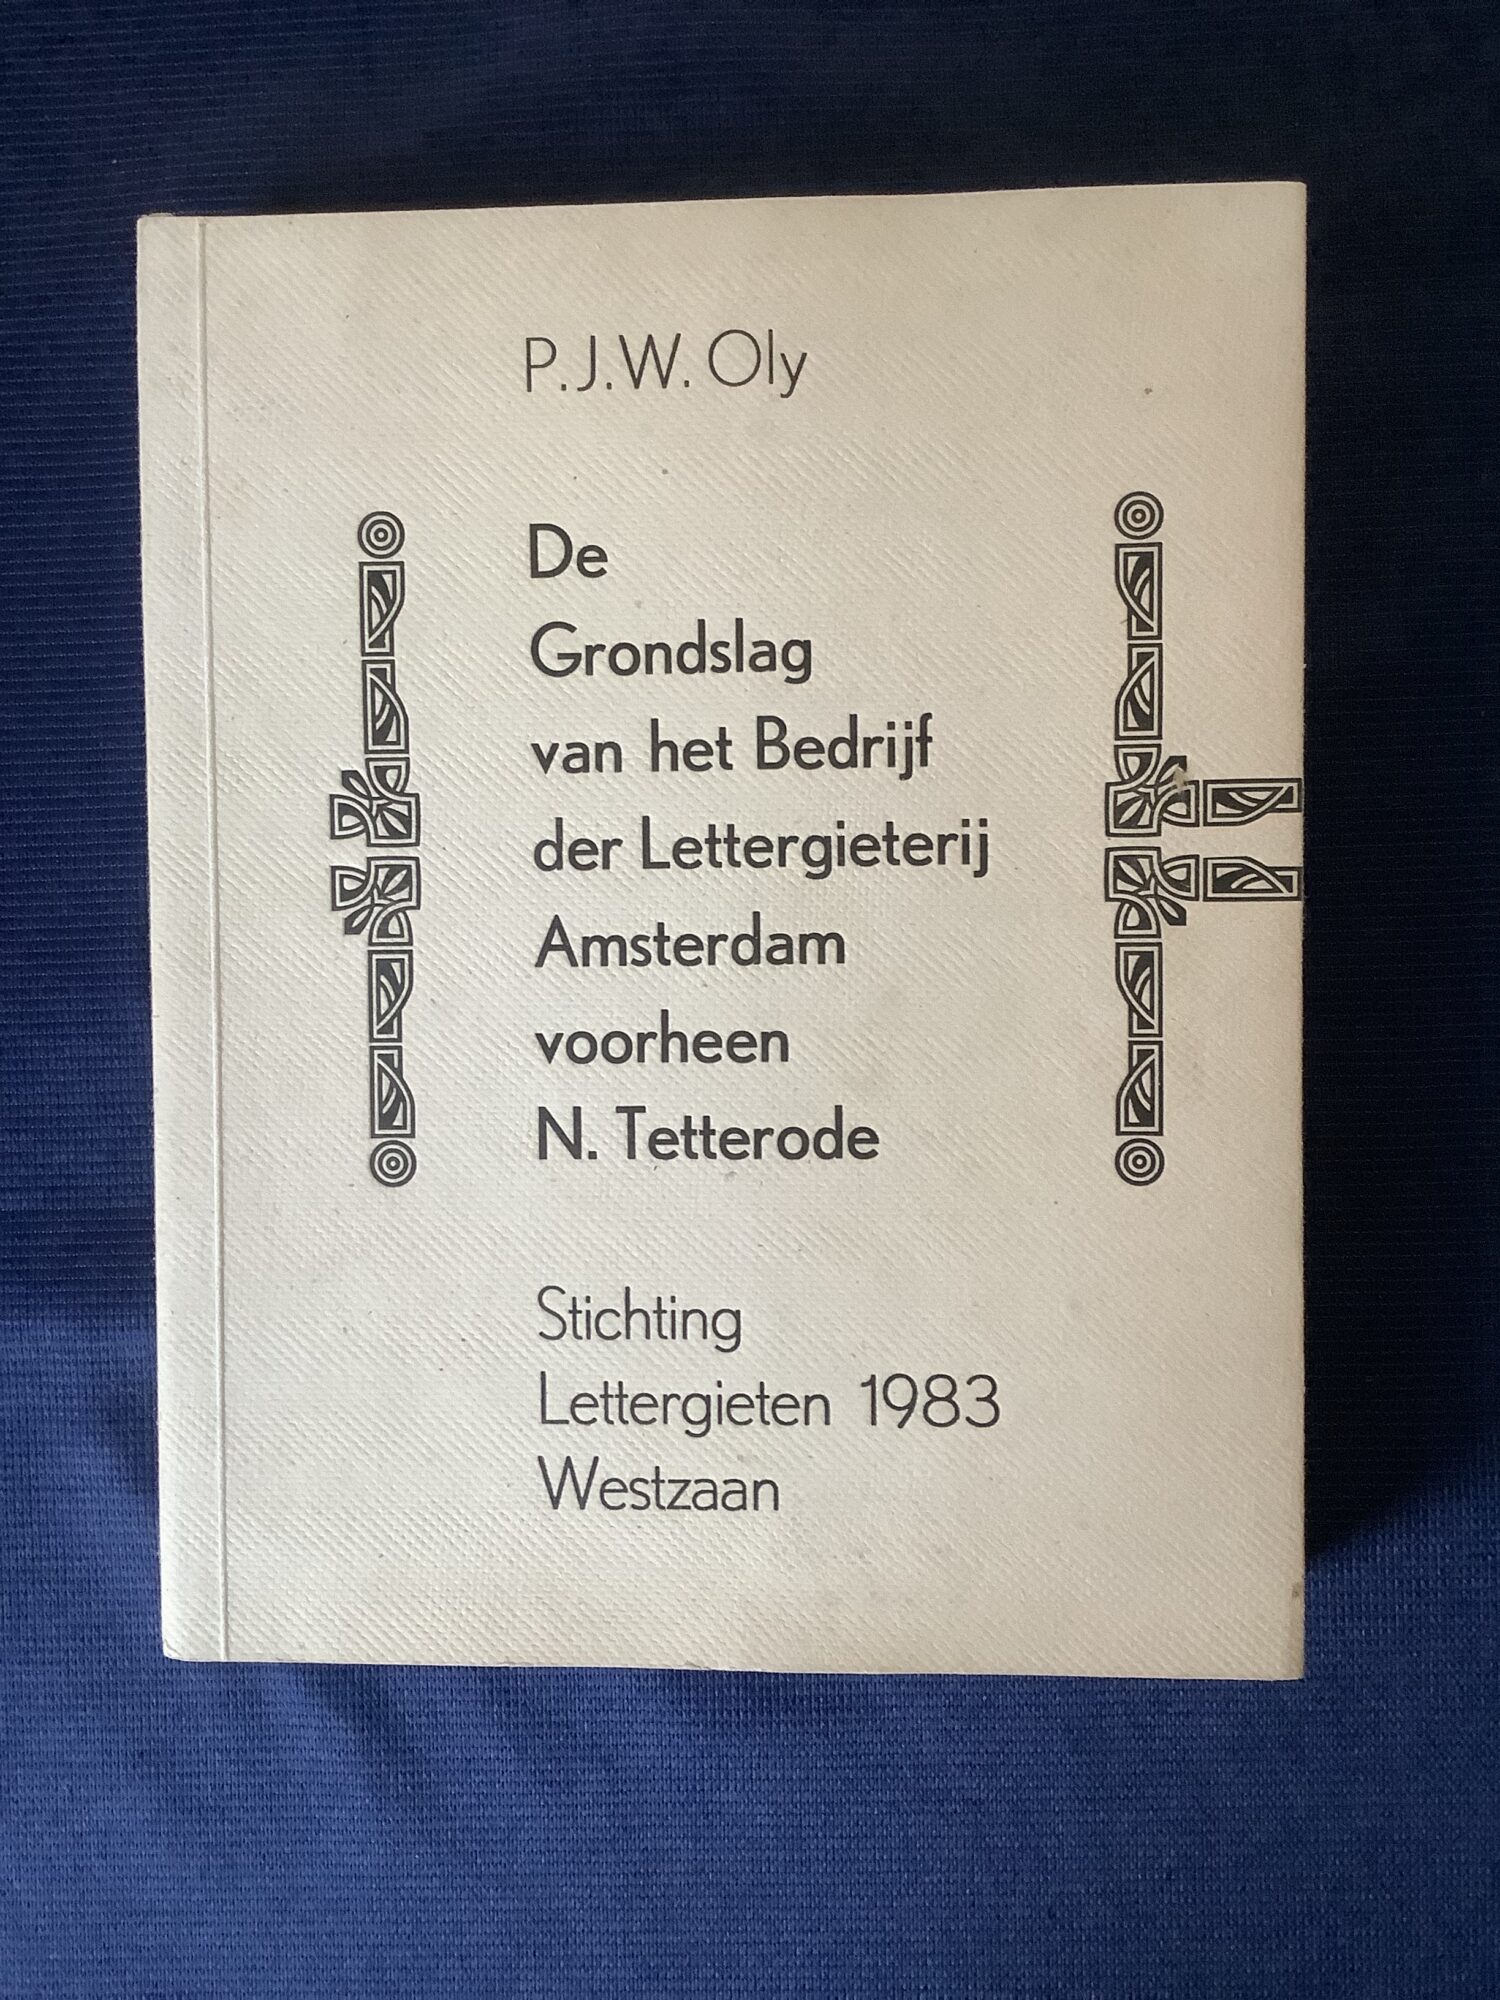 P.J.W. Oly
De
Grondslag
van het Bedrijf
der Lettergieterij
Amsterdam
voorheen
N. Tetterode
Stichting
Lettergieten 1983
Westzaan